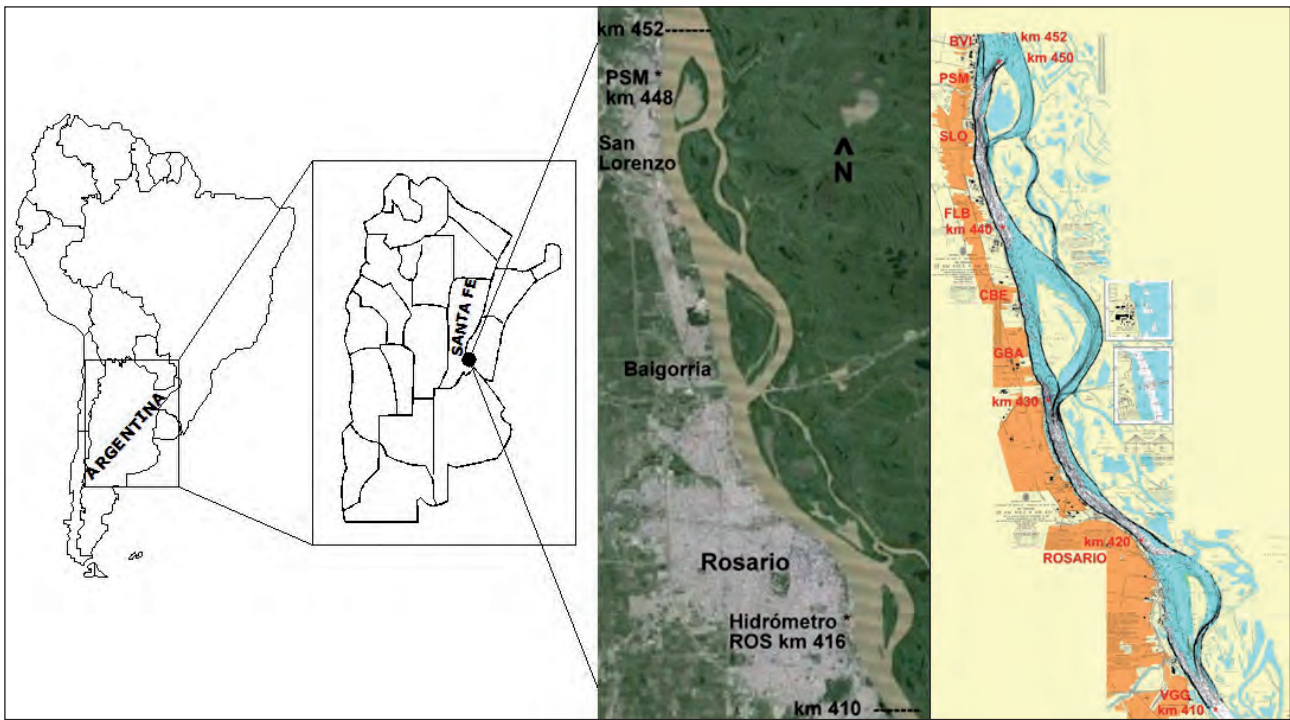 ARGENTINA
SANTA FE
km 452
PSM *
km 448
San
Lorenzo
^
N
Baigorria
Rosario
Hidrómetro *
ROS km 416
km 410
BVI
km 452
km 450
PSM
SLO
FLB
km 440
CBE
GBA
km 430
km 420
ROSARIO
VGG
km 410